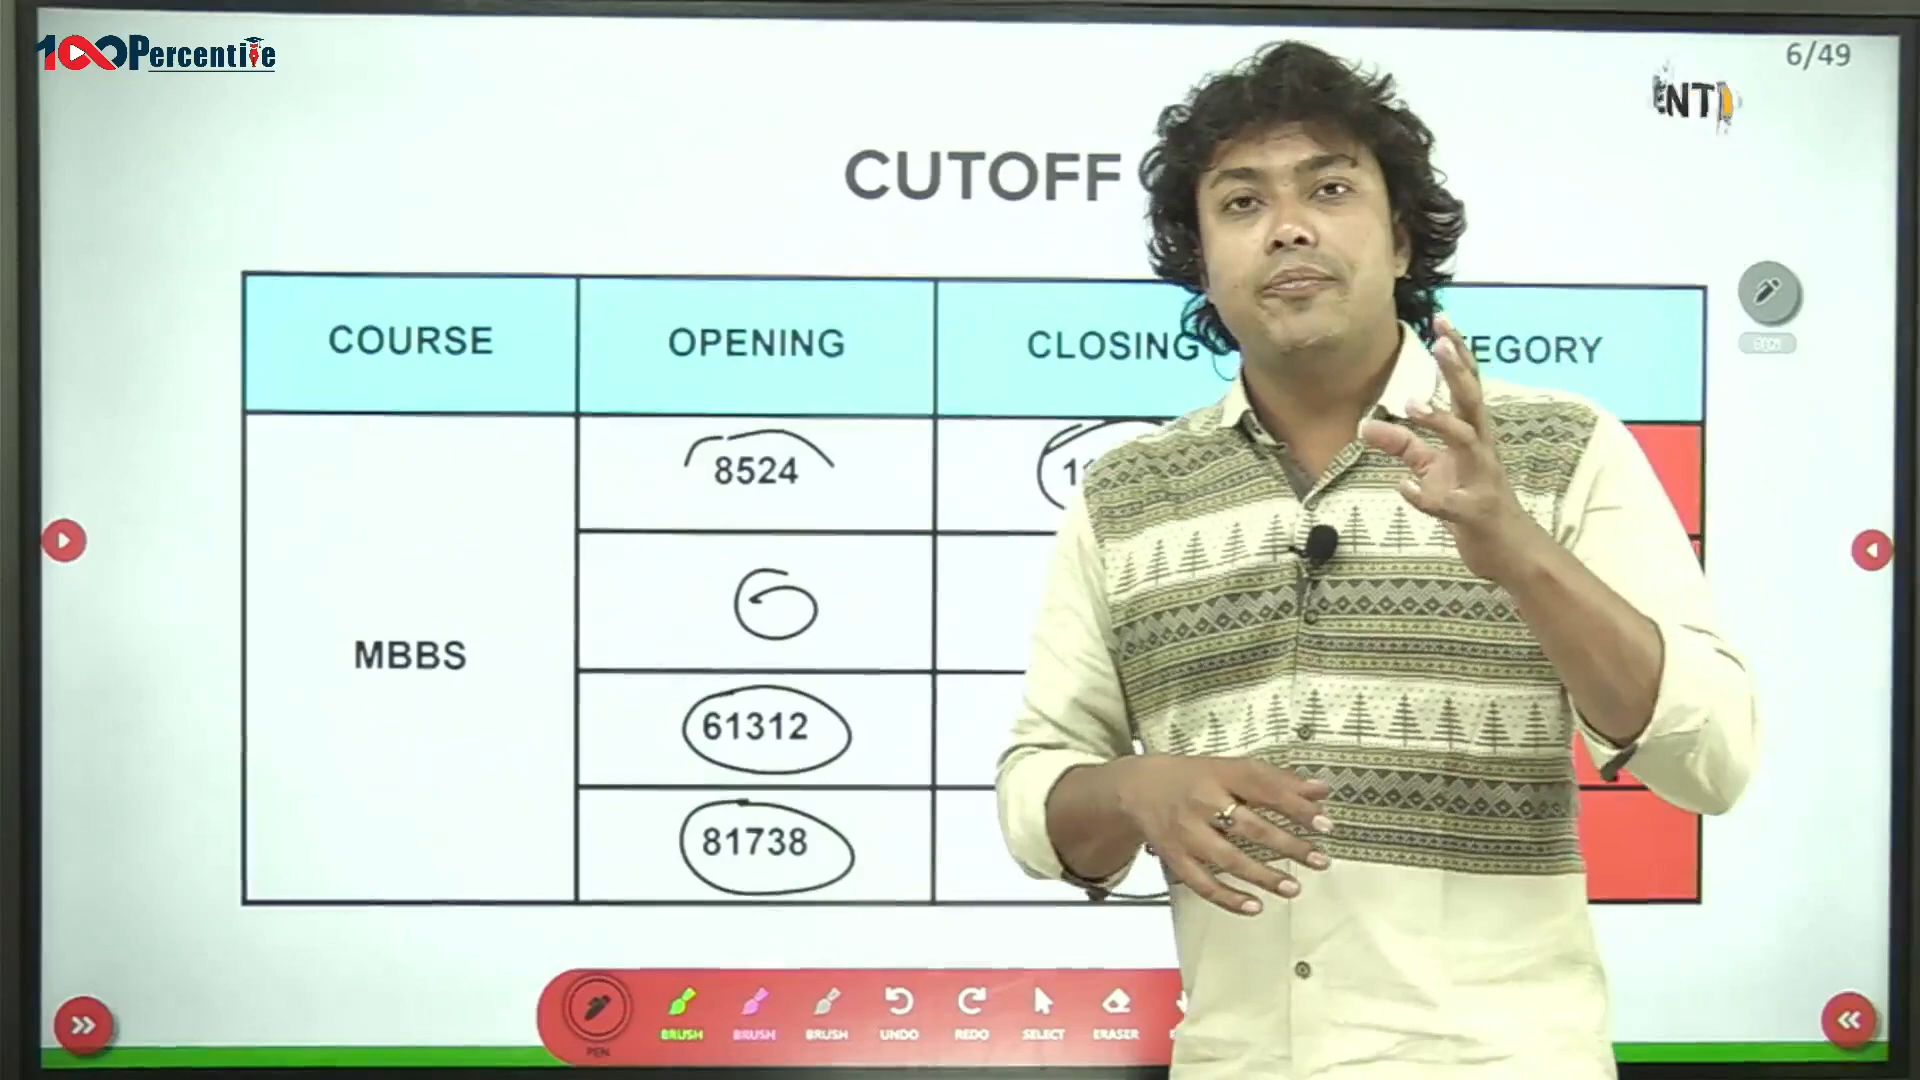 100Percentile
6/49
CUTOFF
COURSE OPENING CLOSING EGORY
8524
MBBS
61312
81738
PEN
BRUSH BRUSH BRUSH UNDO REDO SELECT ERASER